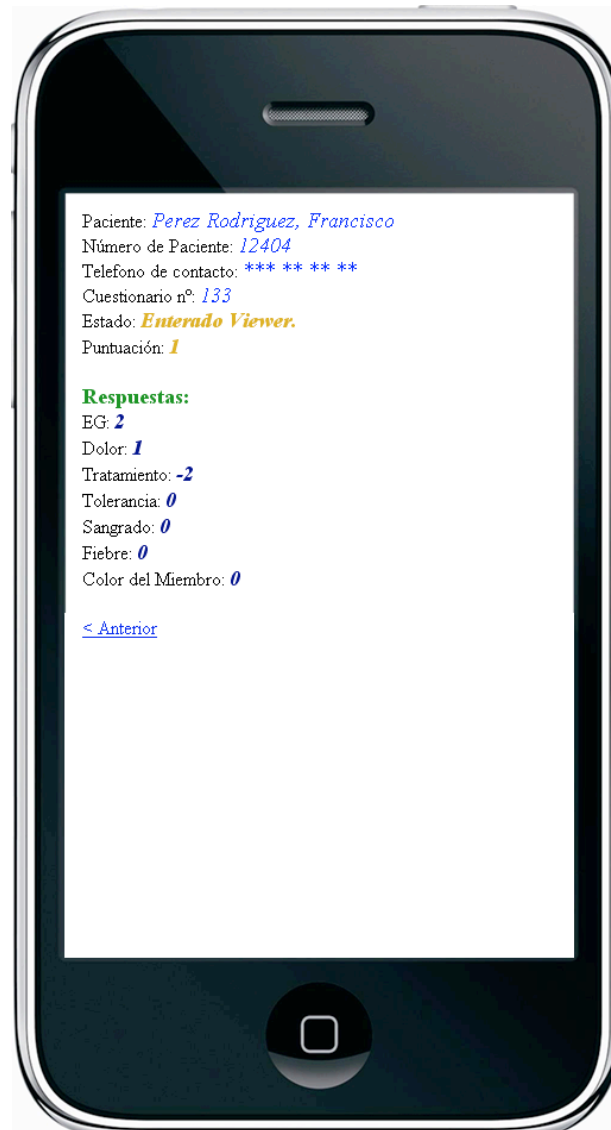 Paciente: Perez Rodriguez, Francisco
Número de Paciente: 12404
Telefono de contacto: *** ** ** **
Cuestionario nº: 133
Estado: Enterado Viewer.
Puntuación: 1
Respuestas:
EG: 2
Dolor: 1
Tratamiento: -2
Tolerancia: 0
Sangrado: 0
Fiebre: 0
Color del Miembro: 0
< Anterior